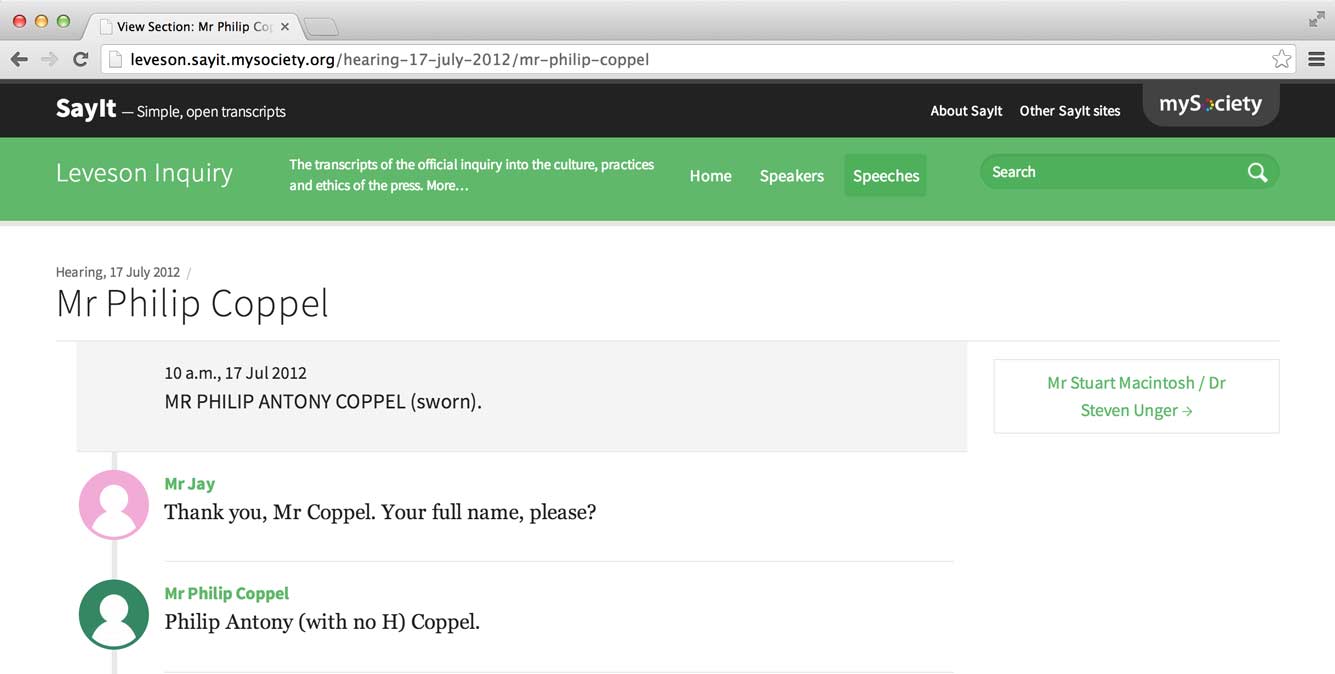 View Section: Mr Philip Co
leveson.sayit.mysociety.org/hearing-17-july-2012/mr-philip-coppel
SayIt — Simple, open transcripts
About SayIt Other SayIt sites mySociety
Leveson Inquiry
The transcripts of the official inquiry into the culture, practices
and ethics of the press. More...
Home Speakers Speeches Search
Hearing, 17 July 2012 /
Mr Philip Coppel
10 a.m., 17 Jul 2012
MR PHILIP ANTONY COPPEL (sworn).
Mr Stuart Macintosh / Dr
Steven Unger →
Mr Jay
Thank you, Mr Coppel. Your full name, please?
Mr Philip Coppel
Philip Antony (with no H) Coppel.